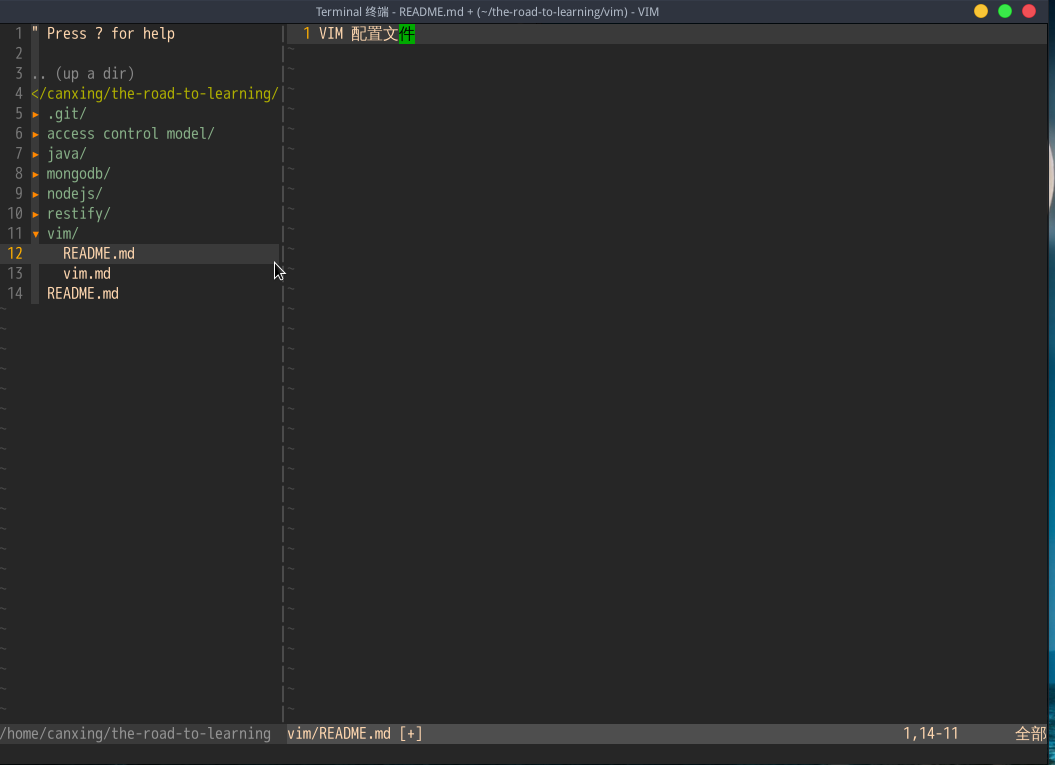 Terminal 终端 - README.md + (~/the-road-to-learning/vim) - VIM
1 " Press ? for help
2
3 .. (up a dir)
4 </canxing/the-road-to-learning/
5 ▸ .git/
6 ▸ access control model/
7 ▸ java/
8 ▸ mongodb/
9 ▸ nodejs/
10 ▸ restify/
11 ▾ vim/
12 README.md
13 vim.md
14 README.md
/home/canxing/the-road-to-learning
1 VIM 配置文件
vim/README.md [+] 1,14-11 全部